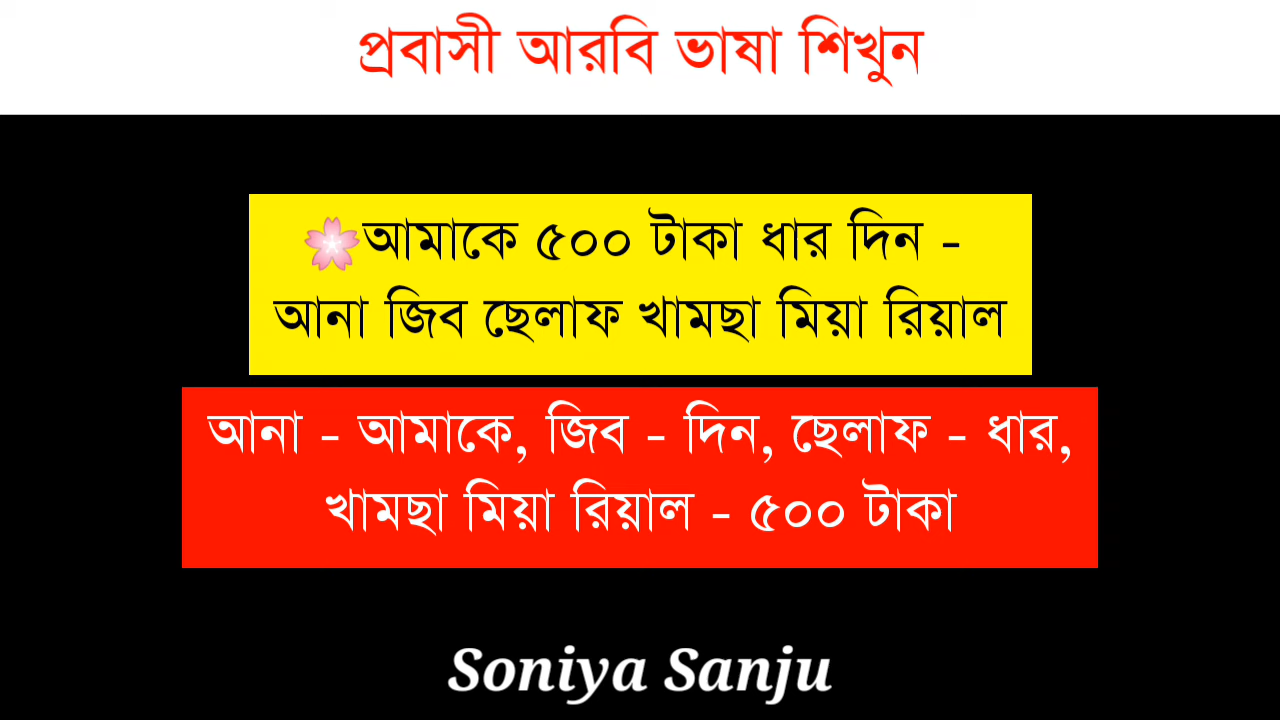 প্রবাসী আরবি ভাষা শিখুন
🌸আমাকে ৫০০ টাকা ধার দিন -
আনা জিব ছেলাফ খামছা মিয়া রিয়াল
আনা - আমাকে, জিব - দিন, ছেলাফ - ধার,
খামছা মিয়া রিয়াল - ৫০০ টাকা
Soniya Sanju